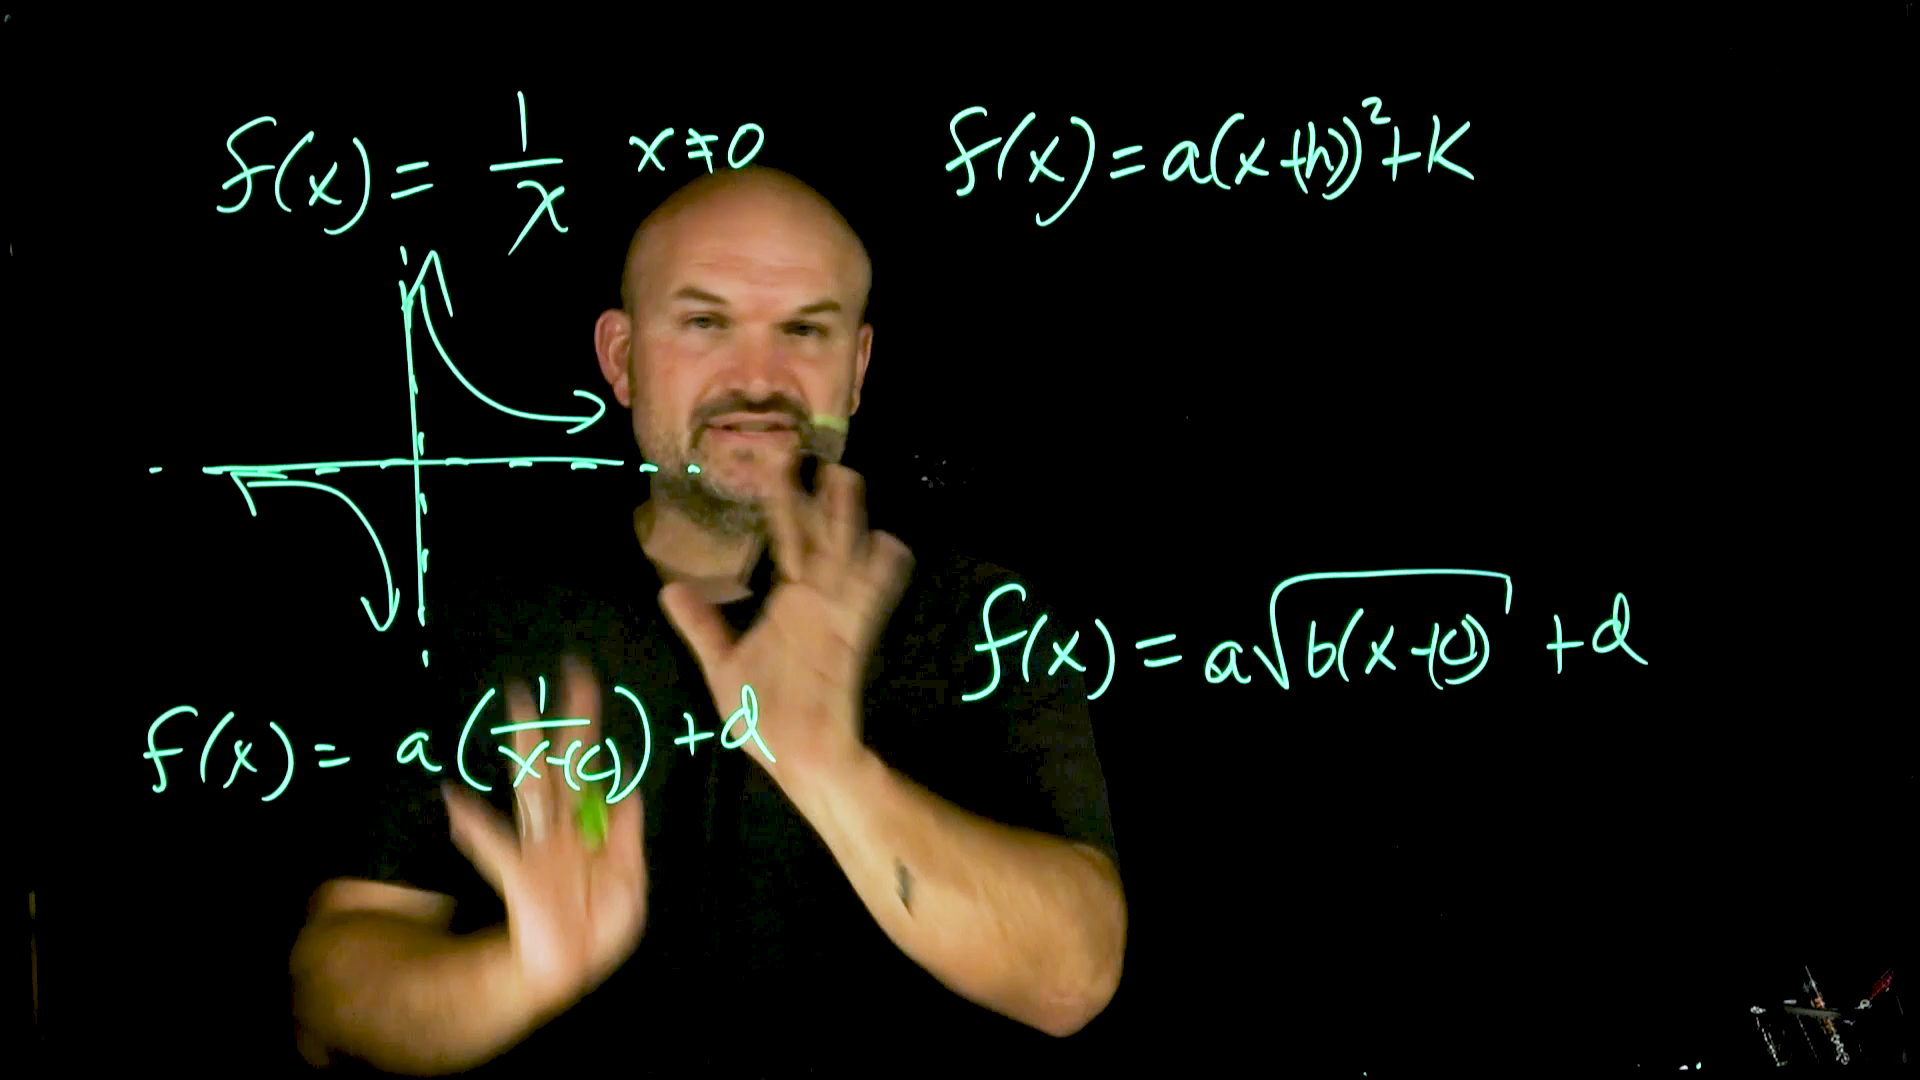 f(x) = 1/x x≠0
f(x) = a(x+(h))²+k
f(x) = a√(b(x-(c))) +d
f(x) = a(1/(x-(c))) +d